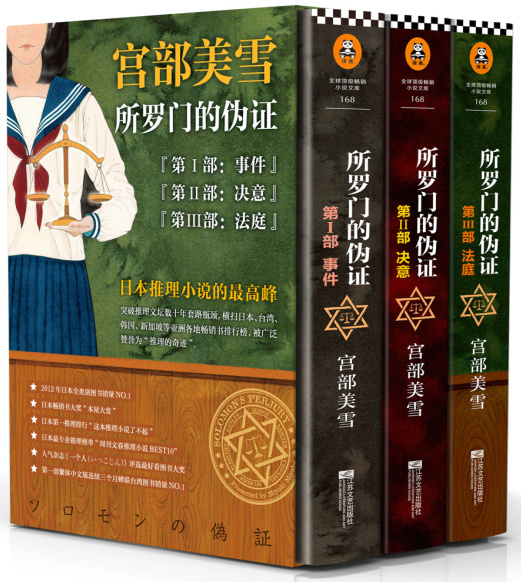 宫部美雪
所罗门的伪证
『第Ⅰ部：事件』
『第Ⅱ部：决意』
『第Ⅲ部：法庭』
日本推理小说的最高峰
突破推理文坛数十年套路瓶颈，横扫日本、台湾、
韩国、新加坡等亚洲各地畅销书排行榜，被广泛
赞誉为“推理的奇迹”。
★ 2012年日本全类别图书销量NO.1
★ 日本畅销书大奖“本屋大赏”
★ 日本第一推理排行“这本推理小说了不起”
★ 日本最专业推理榜单“周刊文春推理小说BEST10”
★ 人气杂志《一个人（いっこじん）》评选最好看图书大奖
★ 第一部繁体中文版连续三个月蝉联台湾图书销量NO.1
SOLOMON'S PERJURY
Presented by Miyuki Miyabe
ソロモンの偽証
读客
全球顶级畅销
小说文库
168
所罗门的伪证
第Ⅰ部 事件
宫部美雪
江苏文艺出版社
读客
全球顶级畅销
小说文库
168
所罗门的伪证
第Ⅱ部 决意
宫部美雪
江苏文艺出版社
读客
全球顶级畅销
小说文库
168
所罗门的伪证
第Ⅲ部 法庭
宫部美雪
江苏文艺出版社